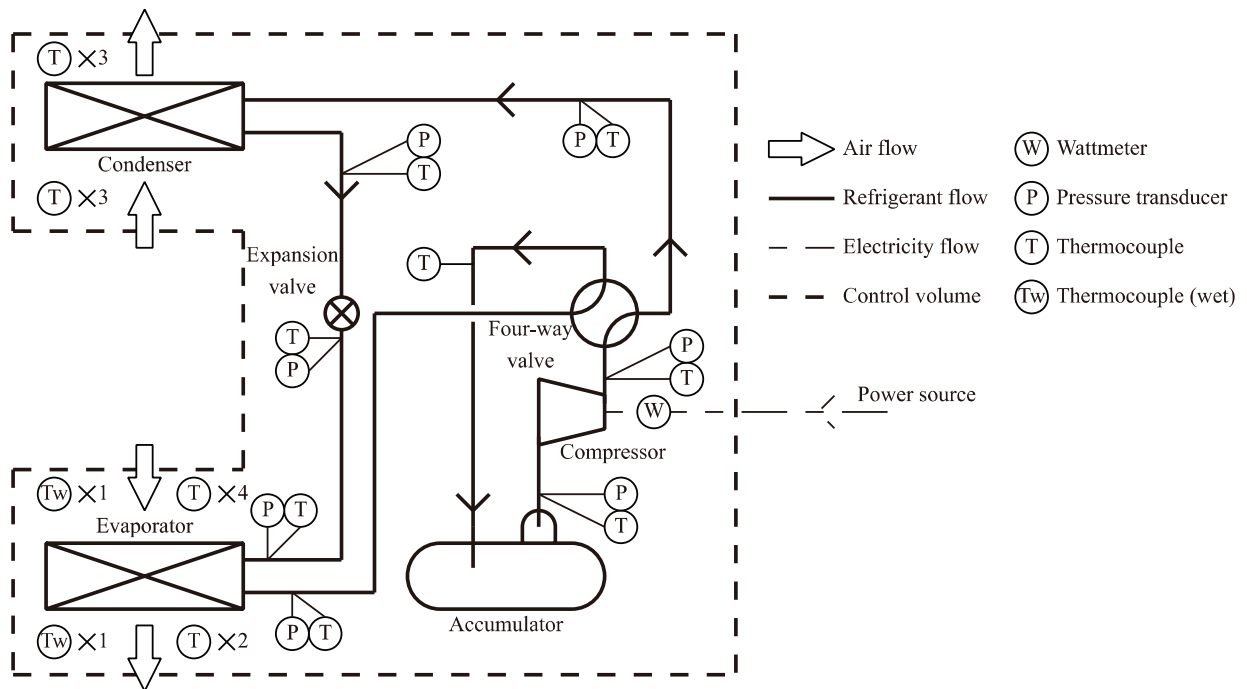 T ×3
Condenser
T ×3
P
T
P T
Expansion
valve
T
T
P
Four-way
valve
P
T
W
Power source
Compressor
P
T
Tw ×1 T ×4
Evaporator
P T
Tw ×1 T ×2
P T
Accumulator
Air flow
Refrigerant flow
Electricity flow
Control volume
W Wattmeter
P Pressure transducer
T Thermocouple
Tw Thermocouple (wet)